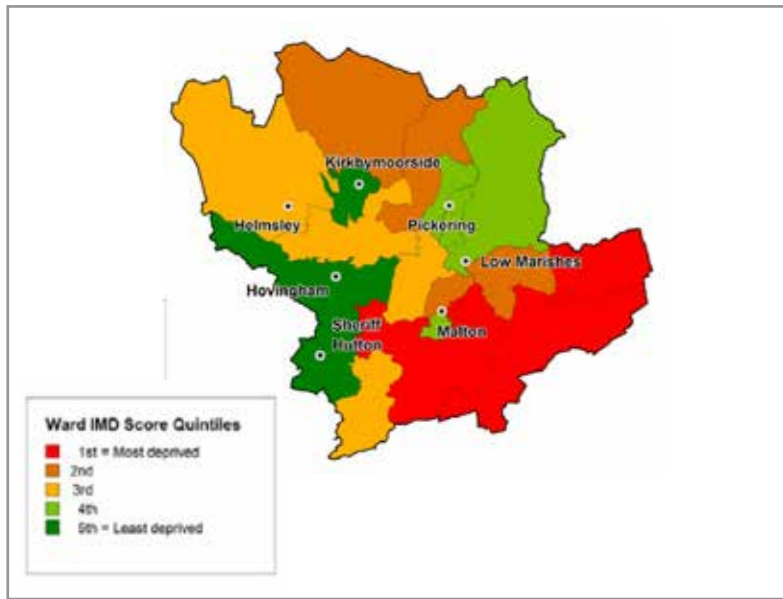 Kirkbymoorside
Helmsley
Pickering
Low Marishes
Hovingham
Sheriff
Hutton
Malton
Ward IMD Score Quintiles
1st = Most deprived
2nd
3rd
4th
5th = Least deprived